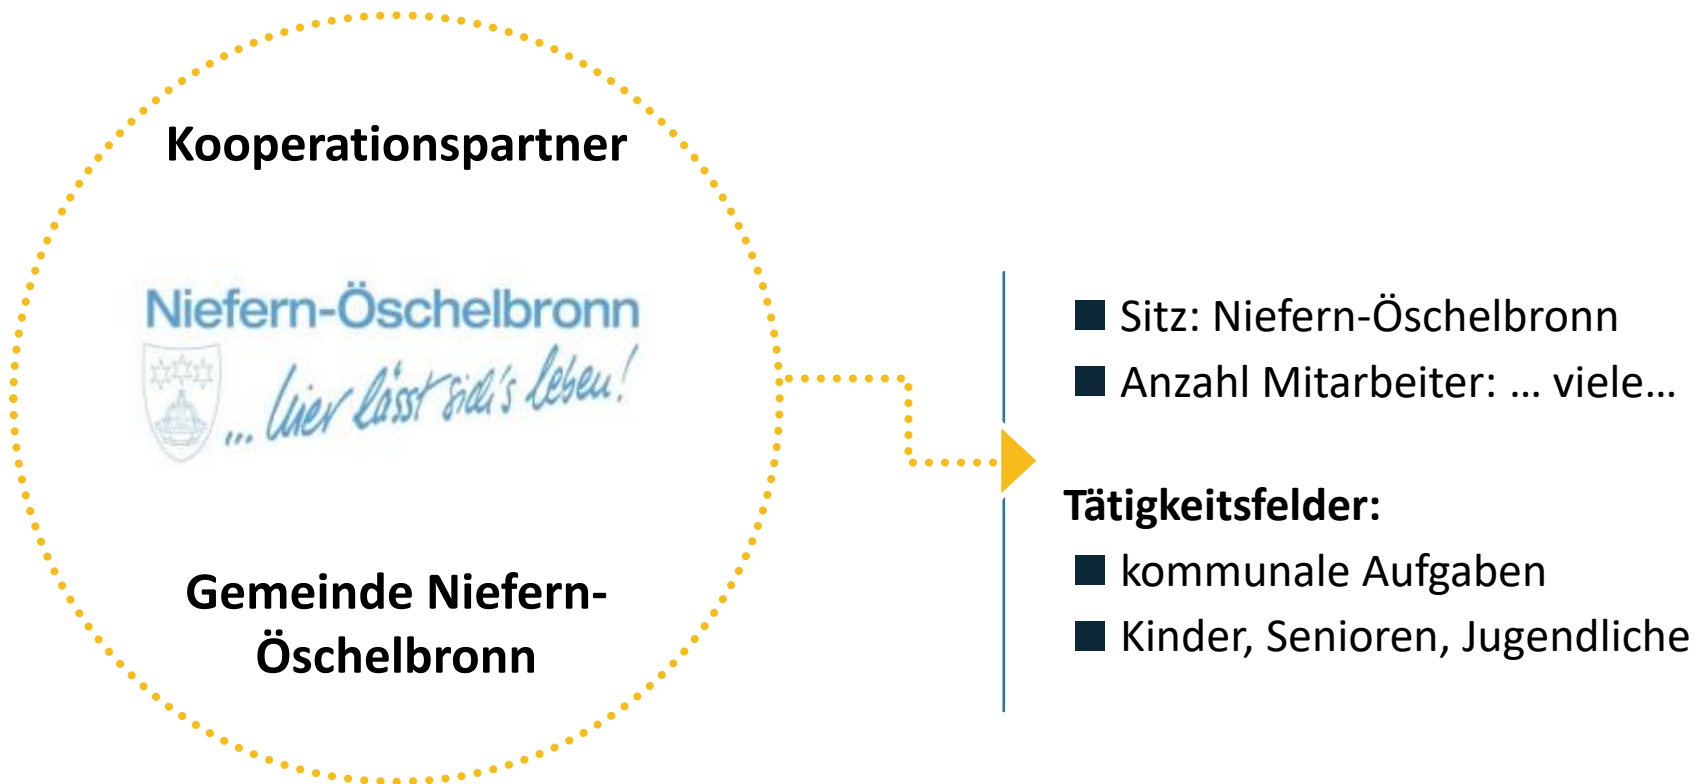 Kooperationspartner
Niefern-Öschelbronn
... hier lässt sich's leben!
Gemeinde Niefern-
Öschelbronn
■ Sitz: Niefern-Öschelbronn
■ Anzahl Mitarbeiter: … viele…
Tätigkeitsfelder:
■ kommunale Aufgaben
■ Kinder, Senioren, Jugendliche